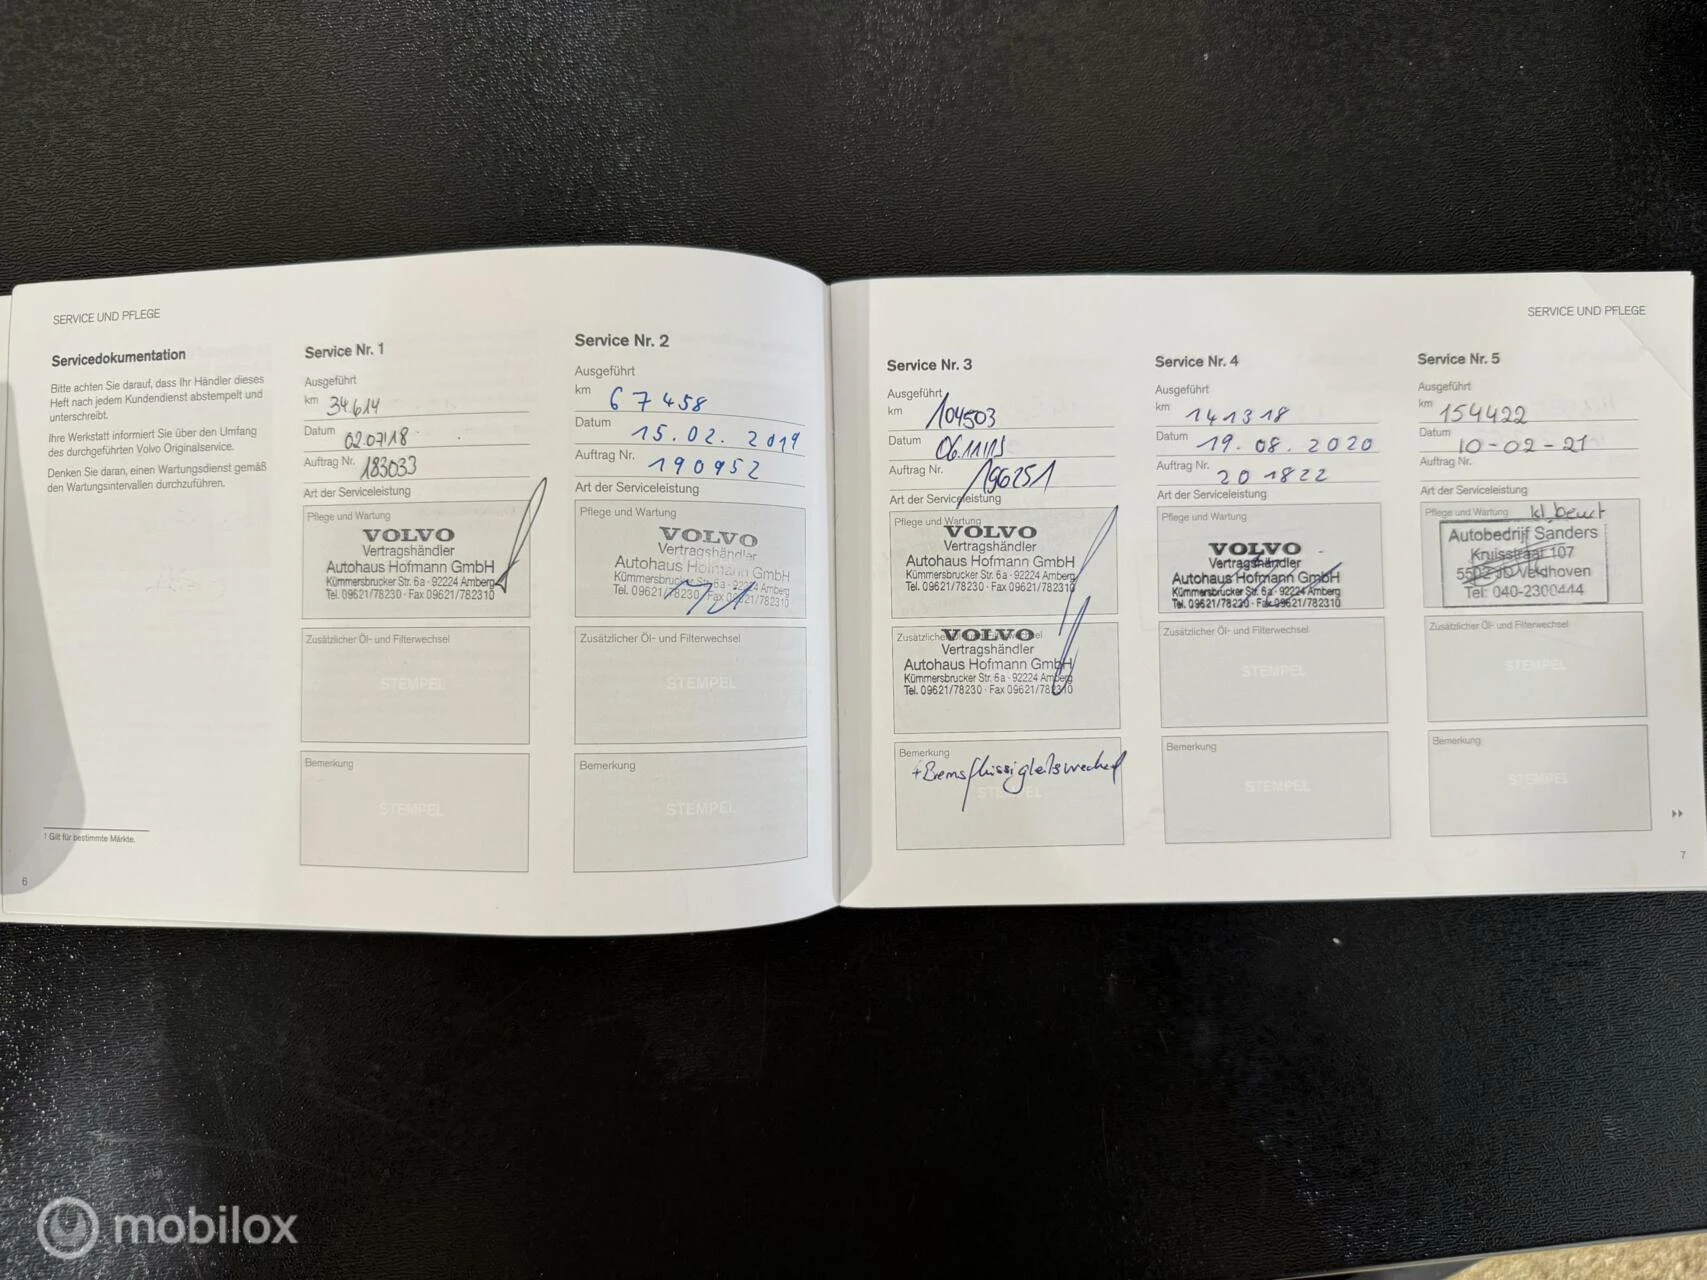 SERVICE UND PFLEGE
Servicedokumentation
Bitte achten Sie darauf, dass Ihr Händler dieses
Heft nach jedem Kundendienst abstempelt und
unterschreibt.
Ihre Werkstatt informiert Sie über den Umfang
des durchgeführten Volvo Originalservice.
Denken Sie daran, einen Wartungsdienst gemäß
den Wartungsintervallen durchzuführen.
1 Gilt für bestimmte Märkte.
6
Service Nr. 1
Ausgeführt
km 34.614
Datum 02.07.18
Auftrag Nr. 183033
Art der Serviceleistung
Pflege und Wartung
VOLVO
Vertragshändler
Autohaus Hofmann GmbH
Kümmersbrucker Str. 6a · 92224 Amberg
Tel. 09621/78230 · Fax 09621/782310
Zusätzlicher Öl- und Filterwechsel
STEMPEL
Bemerkung
STEMPEL
Service Nr. 2
Ausgeführt
km 67458
Datum 15.02.2019
Auftrag Nr. 190952
Art der Serviceleistung
Pflege und Wartung
VOLVO
Vertragshändler
Autohaus Hofmann GmbH
Kümmersbrucker Str. 6a · 92224 Amberg
Tel. 09621/78230 · Fax 09621/782310
Zusätzlicher Öl- und Filterwechsel
STEMPEL
Bemerkung
STEMPEL
SERVICE UND PFLEGE
Service Nr. 3
Ausgeführt
km 104503
Datum 06.11.19
Auftrag Nr. 196251
Art der Serviceleistung
Pflege und Wartung
VOLVO
Vertragshändler
Autohaus Hofmann GmbH
Kümmersbrucker Str. 6a · 92224 Amberg
Tel. 09621/78230 · Fax 09621/782310
Zusätzlicher Öl- und Filterwechsel
VOLVO
Vertragshändler
Autohaus Hofmann GmbH
Kümmersbrucker Str. 6a · 92224 Amberg
Tel. 09621/78230 · Fax 09621/782310
Bemerkung
+Bremsflüssigkeitswechsel
STEMPEL
Service Nr. 4
Ausgeführt
km 141318
Datum 19.08.2020
Auftrag Nr. 201822
Art der Serviceleistung
Pflege und Wartung
VOLVO
Vertragshändler
Autohaus Hofmann GmbH
Kümmersbrucker Str. 6a · 92224 Amberg
Tel. 09621/78230 · Fax 09621/782310
Zusätzlicher Öl- und Filterwechsel
STEMPEL
Bemerkung
STEMPEL
Service Nr. 5
Ausgeführt
km 154422
Datum 10-02-21
Auftrag Nr.
Art der Serviceleistung
Pflege und Wartung kl beurt
Autobedrijf Sanders
Kruisstraat 107
5502 JD Veldhoven
Tel: 040-2300444
Zusätzlicher Öl- und Filterwechsel
STEMPEL
Bemerkung
STEMPEL
7
mobilox